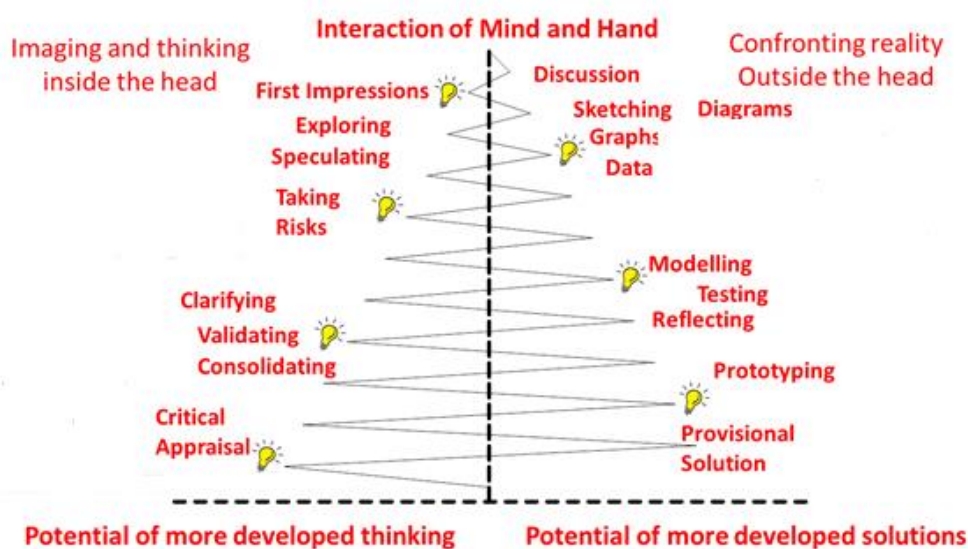 Interaction of Mind and Hand
Imaging and thinking
inside the head
Confronting reality
Outside the head
First Impressions
Exploring
Speculating
Taking
Risks
Clarifying
Validating
Consolidating
Critical
Appraisal
Discussion
Sketching Diagrams
Graphs
Data
Modelling
Testing
Reflecting
Prototyping
Provisional
Solution
Potential of more developed thinking
Potential of more developed solutions